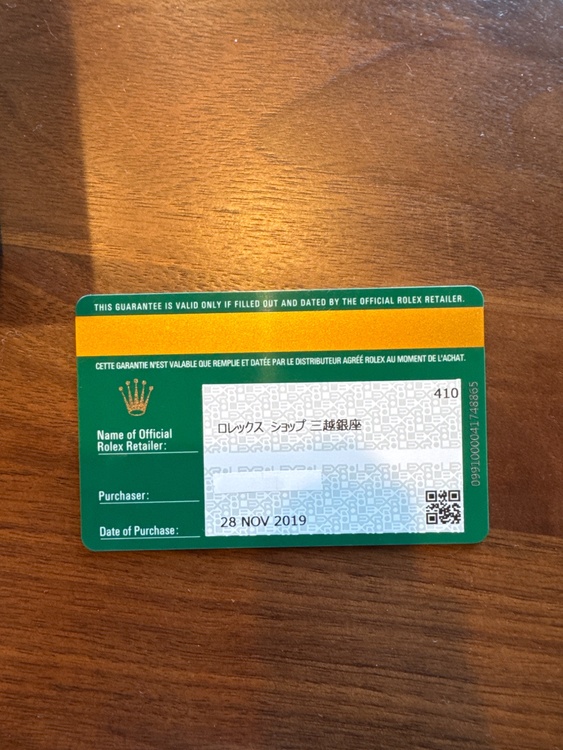 THIS GUARANTEE IS VALID ONLY IF FILLED OUT AND DATED BY THE OFFICIAL ROLEX RETAILER.
CETTE GARANTIE N'EST VALABLE QUE REMPLIE ET DATÉE PAR LE DISTRIBUTEUR AGRÉÉ ROLEX AU MOMENT DE L'ACHAT.
410
Name of Official
Rolex Retailer:
ロレックス ショップ 三越銀座
Purchaser:
Date of Purchase:
28 NOV 2019
0991000041748865